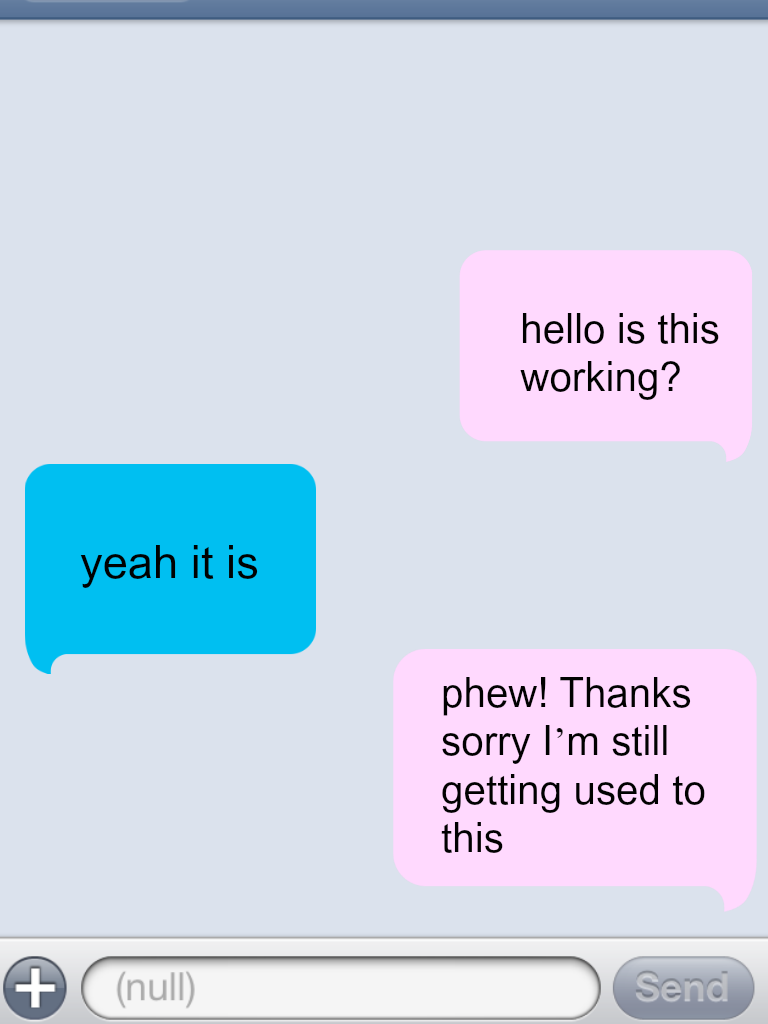 hello is this
working?
yeah it is
phew! Thanks
sorry I’m still
getting used to
this
(null)
Send